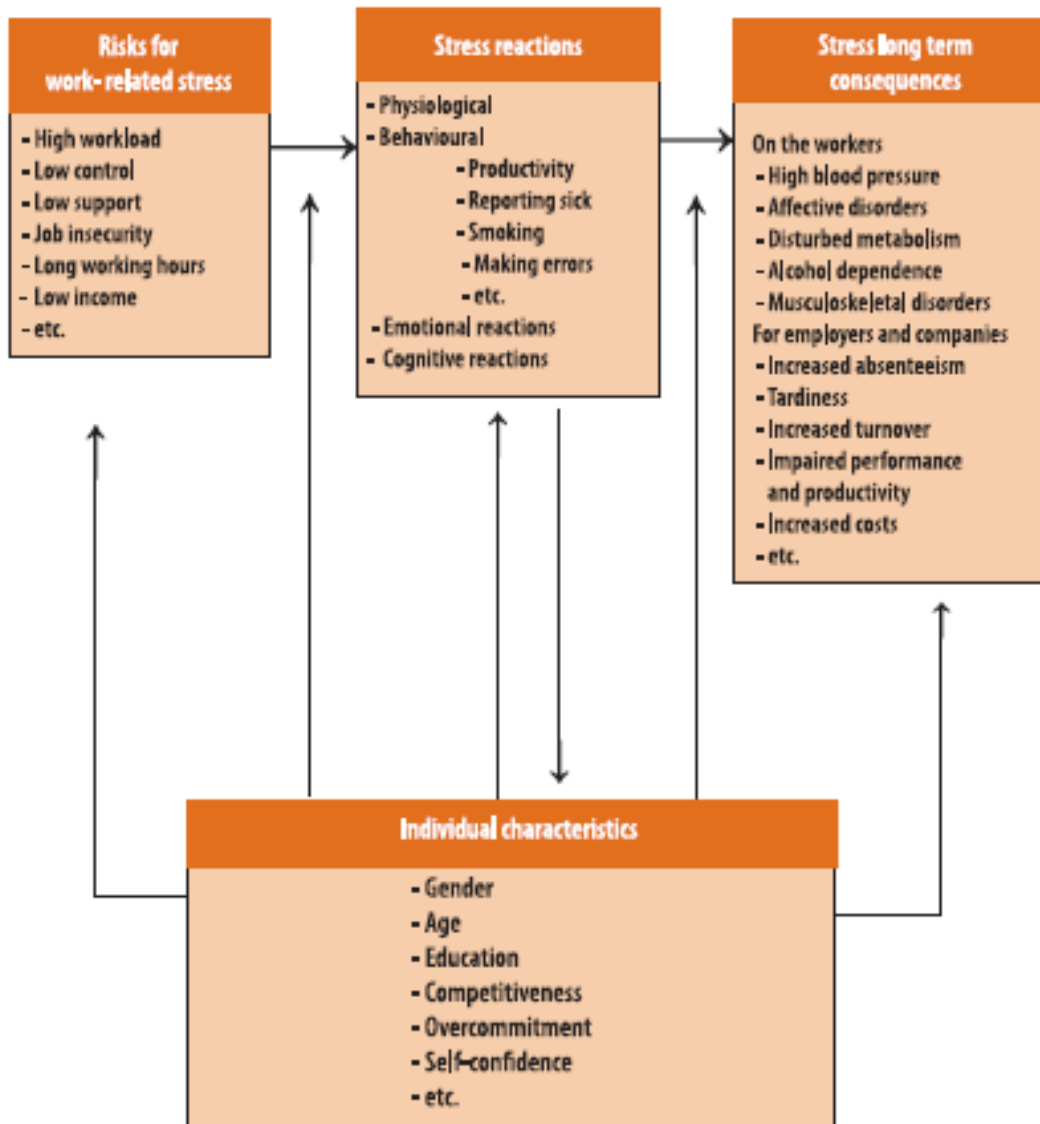 Risks for
work-related stress
- High workload
- Low control
- Low support
- Job insecurity
- Long working hours
- Low income
- etc.
Stress reactions
- Physiological
- Behavioural
- Productivity
- Reporting sick
- Smoking
- Making errors
- etc.
- Emotional reactions
- Cognitive reactions
Stress long term
consequences
On the workers
- High blood pressure
- Affective disorders
- Disturbed metabolism
- Alcohol dependence
- Musculoskeletal disorders
For employers and companies
- Increased absenteeism
- Tardiness
- Increased turnover
- Impaired performance
and productivity
- Increased costs
- etc.
Individual characteristics
- Gender
- Age
- Education
- Competitiveness
- Overcommitment
- Self-confidence
- etc.